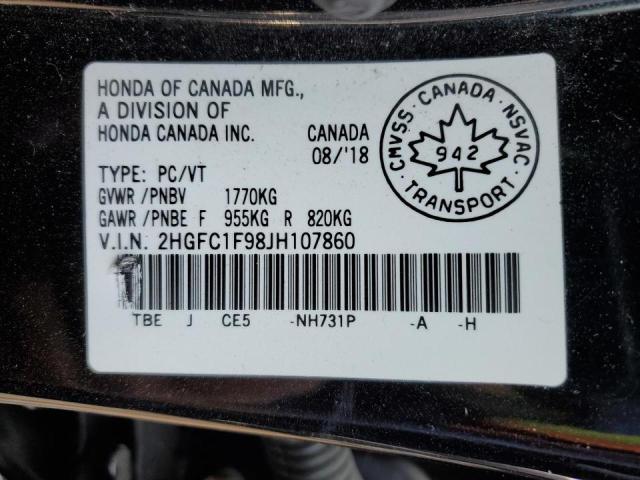 HONDA OF CANADA MFG.,
A DIVISION OF
HONDA CANADA INC. CANADA
08/'18
TYPE: PC/VT
GVWR /PNBV 1770KG
GAWR /PNBE F 955KG R 820KG
V.I.N. 2HGFC1F98JH107860
TBE J CE5 -NH731P -A -H
CMVSS · CANADA · NSVAC
942
TRANSPORT